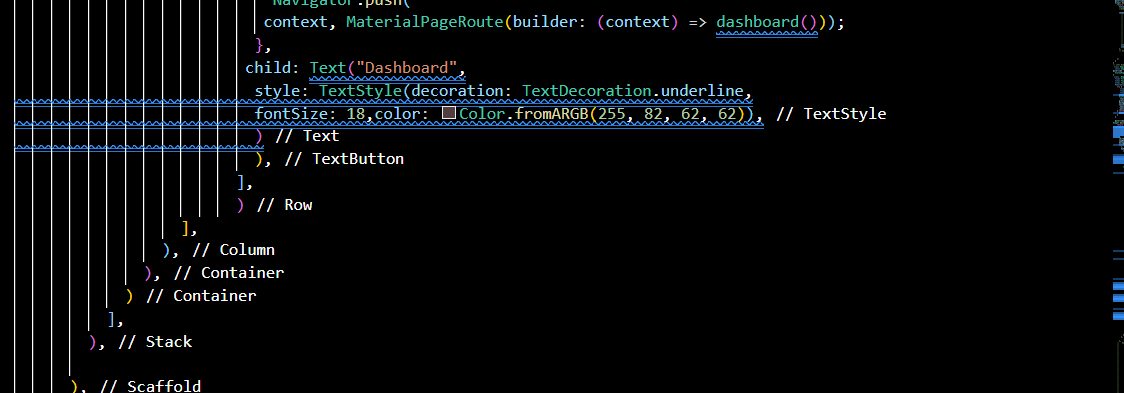 Navigator.push(
context, MaterialPageRoute(builder: (context) => dashboard()));
},
child: Text("Dashboard",
style: TextStyle(decoration: TextDecoration.underline,
fontSize: 18,color: Color.fromARGB(255, 82, 62, 62)), // TextStyle
) // Text
), // TextButton
],
) // Row
],
), // Column
), // Container
) // Container
],
), // Stack
), // Scaffold